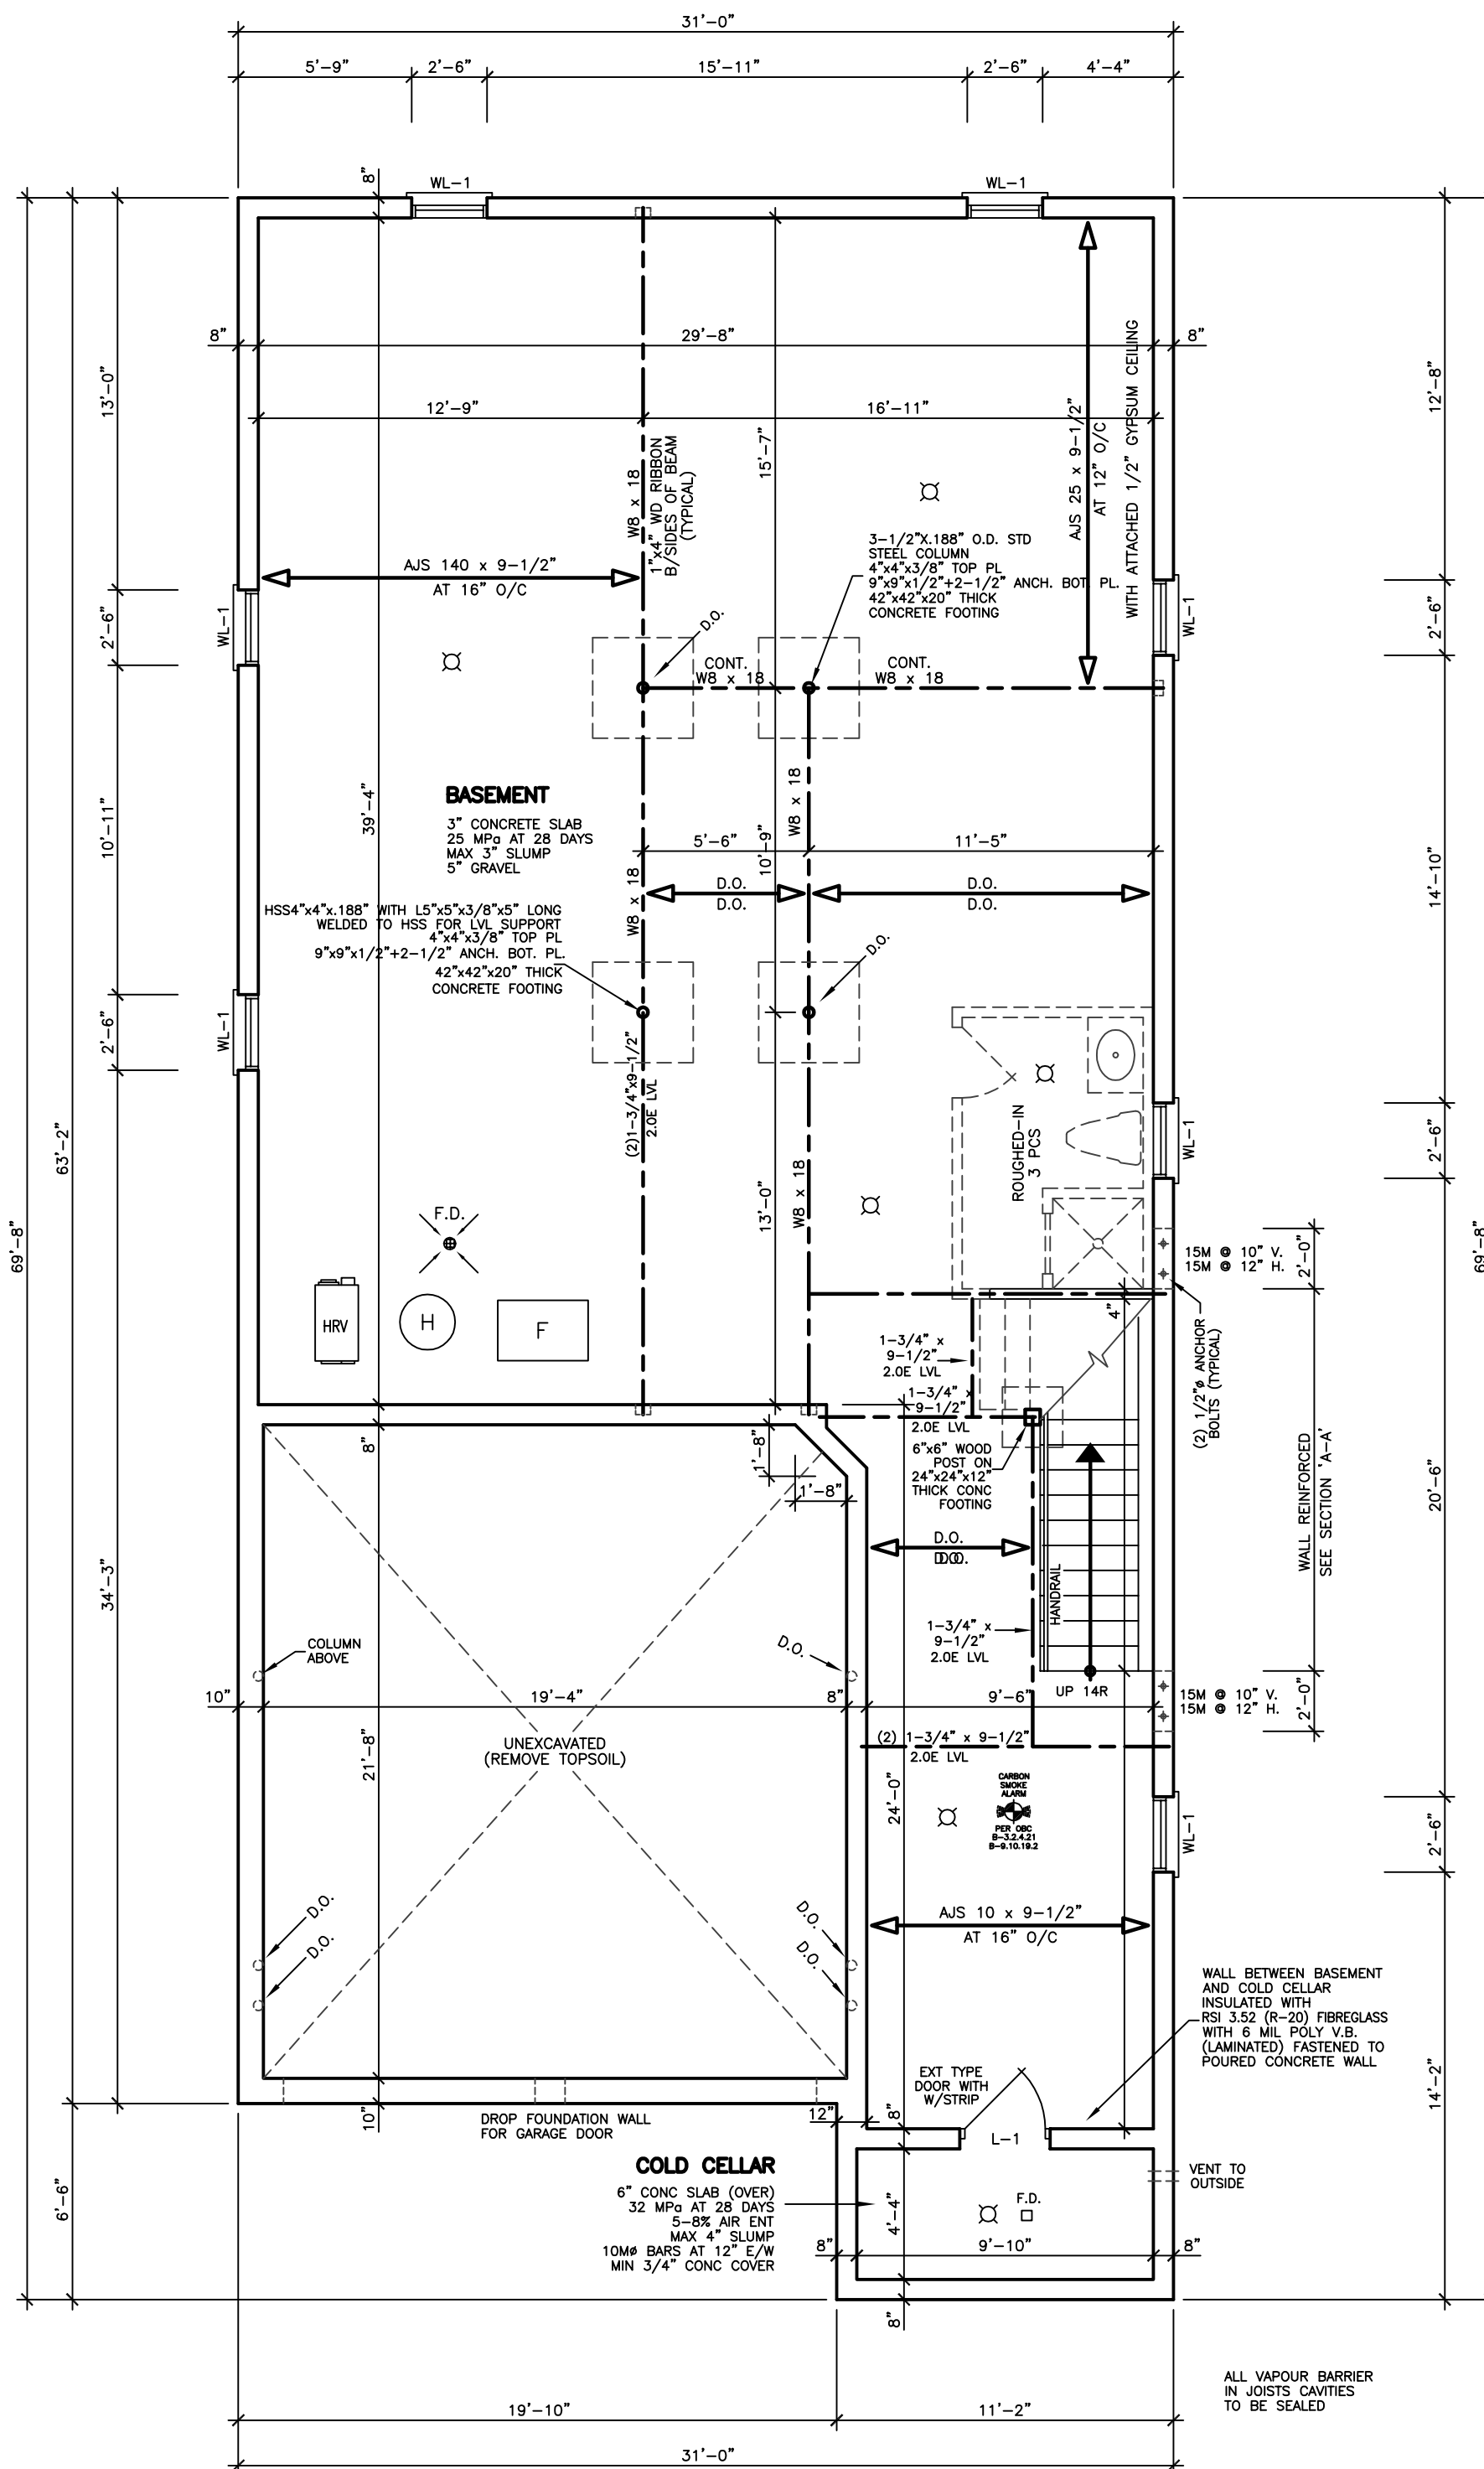 31'-0"
5'-9"
2'-6"
15'-11"
2'-6"
4'-4"
8"
WL-1
WL-1
8"
29'-8"
8"
12'-9"
16'-11"
13'-0"
12'-8"
15'-7"
W8 x 18
1"x4" WD RIBBON
B/SIDES OF BEAM
(TYPICAL)
AJS 25 x 9-1/2"
AT 12" O/C
WITH ATTACHED 1/2" GYPSUM CEILING
3-1/2"X.188" O.D. STD
STEEL COLUMN
4"x4"x3/8" TOP PL
9"x9"x1/2"+2-1/2" ANCH. BOT. PL.
42"x42"x20" THICK
CONCRETE FOOTING
AJS 140 x 9-1/2"
AT 16" O/C
WL-1
2'-6"
D.O.
WL-1
2'-6"
CONT.
W8 x 18
CONT.
W8 x 18
10'-11"
39'-4"
BASEMENT
3" CONCRETE SLAB
25 MPa AT 28 DAYS
MAX 3" SLUMP
5" GRAVEL
W8 x 18
5'-6"
10'-9"
11'-5"
14'-10"
D.O.
D.O.
D.O.
D.O.
W8 x 18
HSS4"x4"x.188" WITH L5"x5"x3/8"x5" LONG
WELDED TO HSS FOR LVL SUPPORT
4"x4"x3/8" TOP PL
9"x9"x1/2"+2-1/2" ANCH. BOT. PL.
42"x42"x20" THICK
CONCRETE FOOTING
D.O.
WL-1
2'-6"
(2)1-3/4"x9-1/2"
2.0E LVL
63'-2"
69'-8"
ROUGHED-IN
3 PCS
WL-1
2'-6"
W8 x 18
13'-0"
F.D.
HRV
H
F
69'-8"
15M @ 10" V.
15M @ 12" H.
2'-0"
4"
(2) 1/2"ø ANCHOR
BOLTS (TYPICAL)
1-3/4" x
9-1/2"
2.0E LVL
1-3/4" x
9-1/2"
2.0E LVL
6"x6" WOOD
POST ON
24"x24"x12"
THICK CONC
FOOTING
8"
1'-8"
1'-8"
WALL REINFORCED
SEE SECTION 'A-A'
20'-6"
34'-3"
D.O.
D.O.
HANDRAIL
1-3/4" x
9-1/2"
2.0E LVL
COLUMN
ABOVE
D.O.
UP 14R
10"
19'-4"
8"
9'-6"
15M @ 10" V.
15M @ 12" H.
2'-0"
UNEXCAVATED
(REMOVE TOPSOIL)
21'-8"
(2) 1-3/4" x 9-1/2"
2.0E LVL
24'-0"
CARBON
SMOKE
ALARM
PER OBC
B-3.2.4.21
B-9.10.19.2
WL-1
2'-6"
D.O.
D.O.
D.O.
D.O.
AJS 10 x 9-1/2"
AT 16" O/C
WALL BETWEEN BASEMENT
AND COLD CELLAR
INSULATED WITH
RSI 3.52 (R-20) FIBREGLASS
WITH 6 MIL POLY V.B.
(LAMINATED) FASTENED TO
POURED CONCRETE WALL
EXT TYPE
DOOR WITH
W/STRIP
14'-2"
10"
DROP FOUNDATION WALL
FOR GARAGE DOOR
12"
8"
L-1
COLD CELLAR
6" CONC SLAB (OVER)
32 MPa AT 28 DAYS
5-8% AIR ENT
MAX 4" SLUMP
10Mø BARS AT 12" E/W
MIN 3/4" CONC COVER
VENT TO
OUTSIDE
6'-6"
4'-4"
F.D.
8"
9'-10"
8"
8"
ALL VAPOUR BARRIER
IN JOISTS CAVITIES
TO BE SEALED
19'-10"
11'-2"
31'-0"